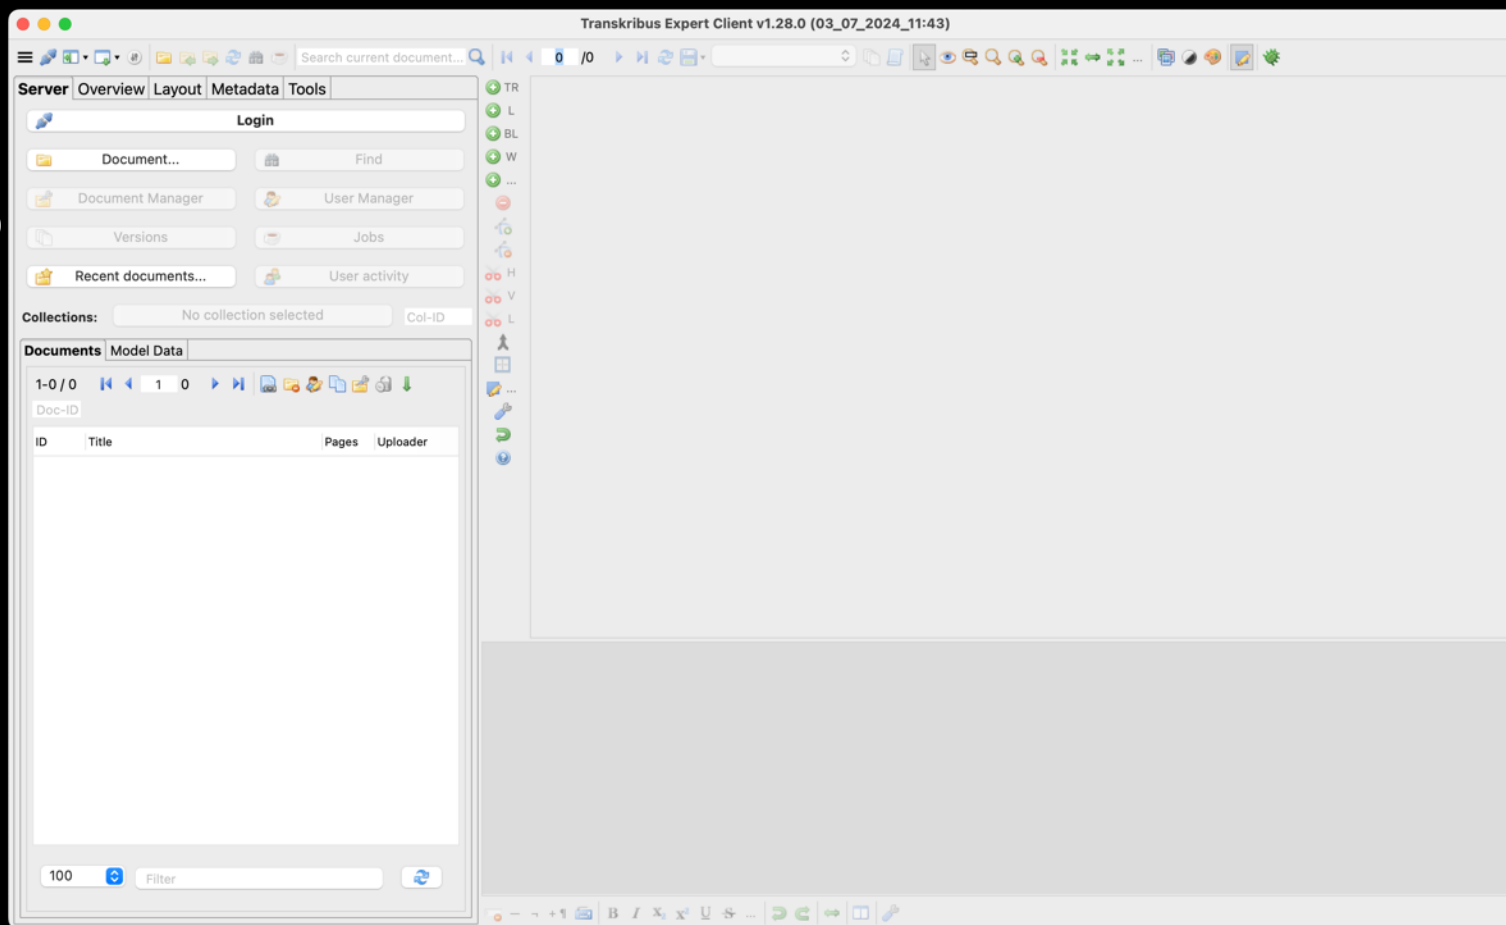 Transkribus Expert Client v1.28.0 (03_07_2024_11:43)
Search current document... 0 /0 ...
Server Overview Layout Metadata Tools
Login
Document... Find
Document Manager User Manager
Versions Jobs
Recent documents... User activity
Collections: No collection selected Col-ID
Documents Model Data
1-0 / 0 1 0
Doc-ID
ID Title Pages Uploader
100 Filter
TR
L
BL
W
...
H
V
L
...
B I X₂ x² U S ...